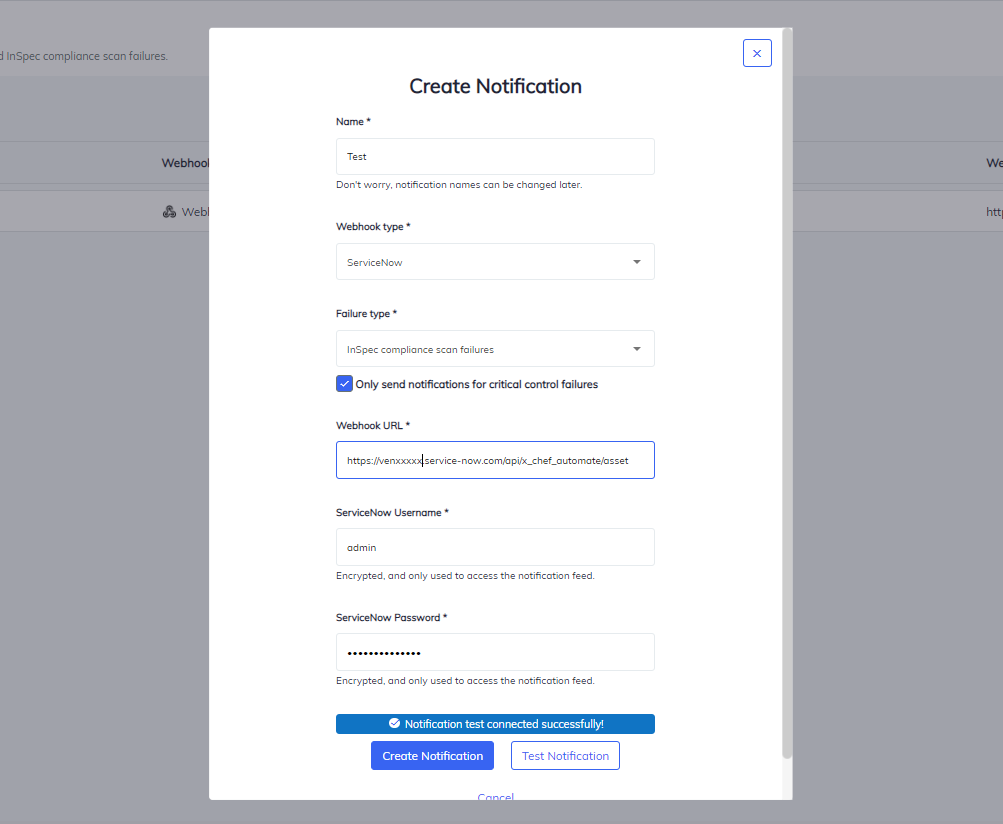 d InSpec compliance scan failures.
Create Notification
Name *
Test
Don't worry, notification names can be changed later.
Webhook
We
Webhook type *
Webl
http
ServiceNow
Failure type *
InSpec compliance scan failures
Only send notifications for critical control failures
Webhook URL *
https://venxxxxx.service-now.com/api/x_chef_automate/asset
ServiceNow Username *
admin
Encrypted, and only used to access the notification feed.
ServiceNow Password *
••••••••••••••
Encrypted, and only used to access the notification feed.
Notification test connected successfully!
Create Notification
Test Notification
Cancel